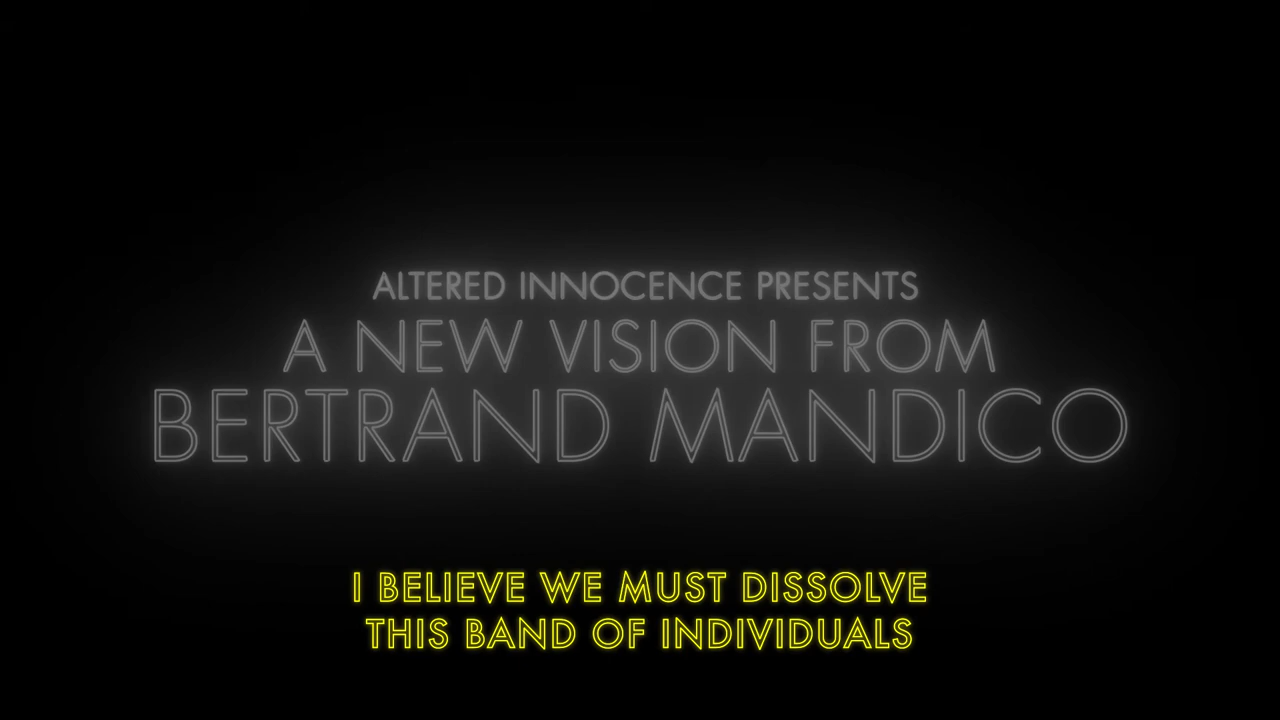 ALTERED INNOCENCE PRESENTS
A NEW VISION FROM
BERTRAND MANDICO
I BELIEVE WE MUST DISSOLVE
THIS BAND OF INDIVIDUALS